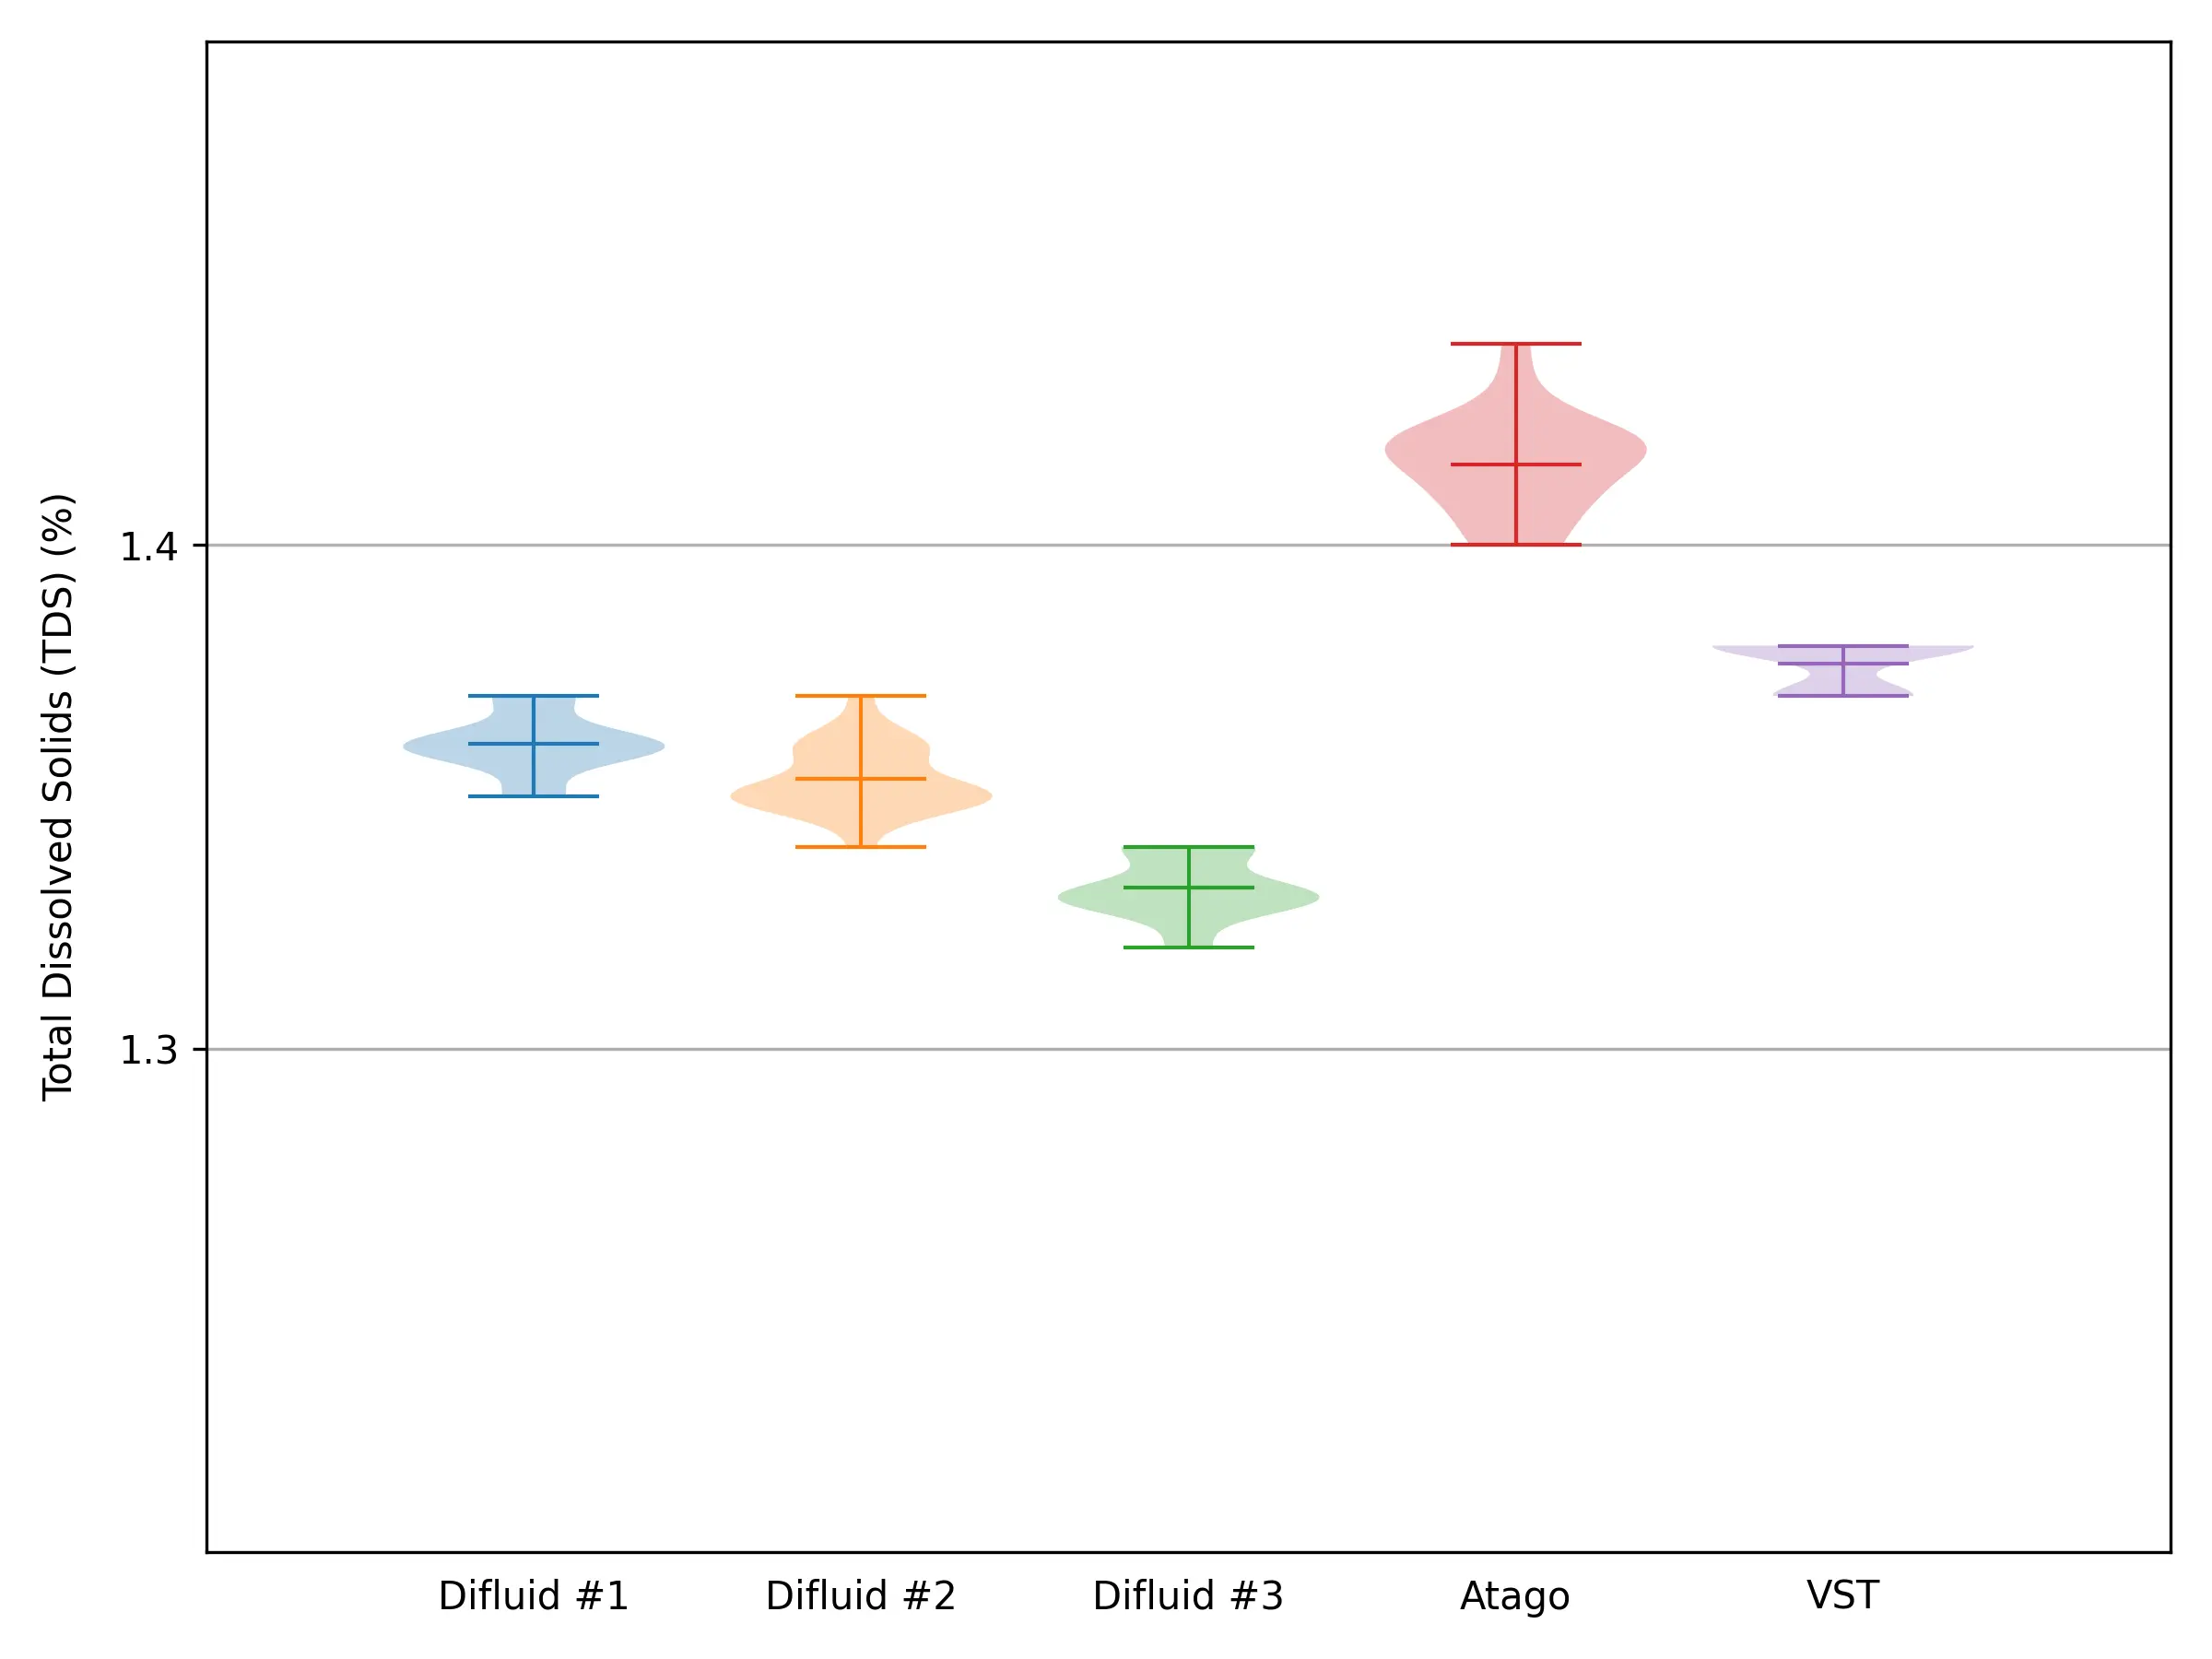 Total Dissolved Solids (TDS) (%)
1.4
1.3
Difluid #1
Difluid #2
Difluid #3
Atago
VST